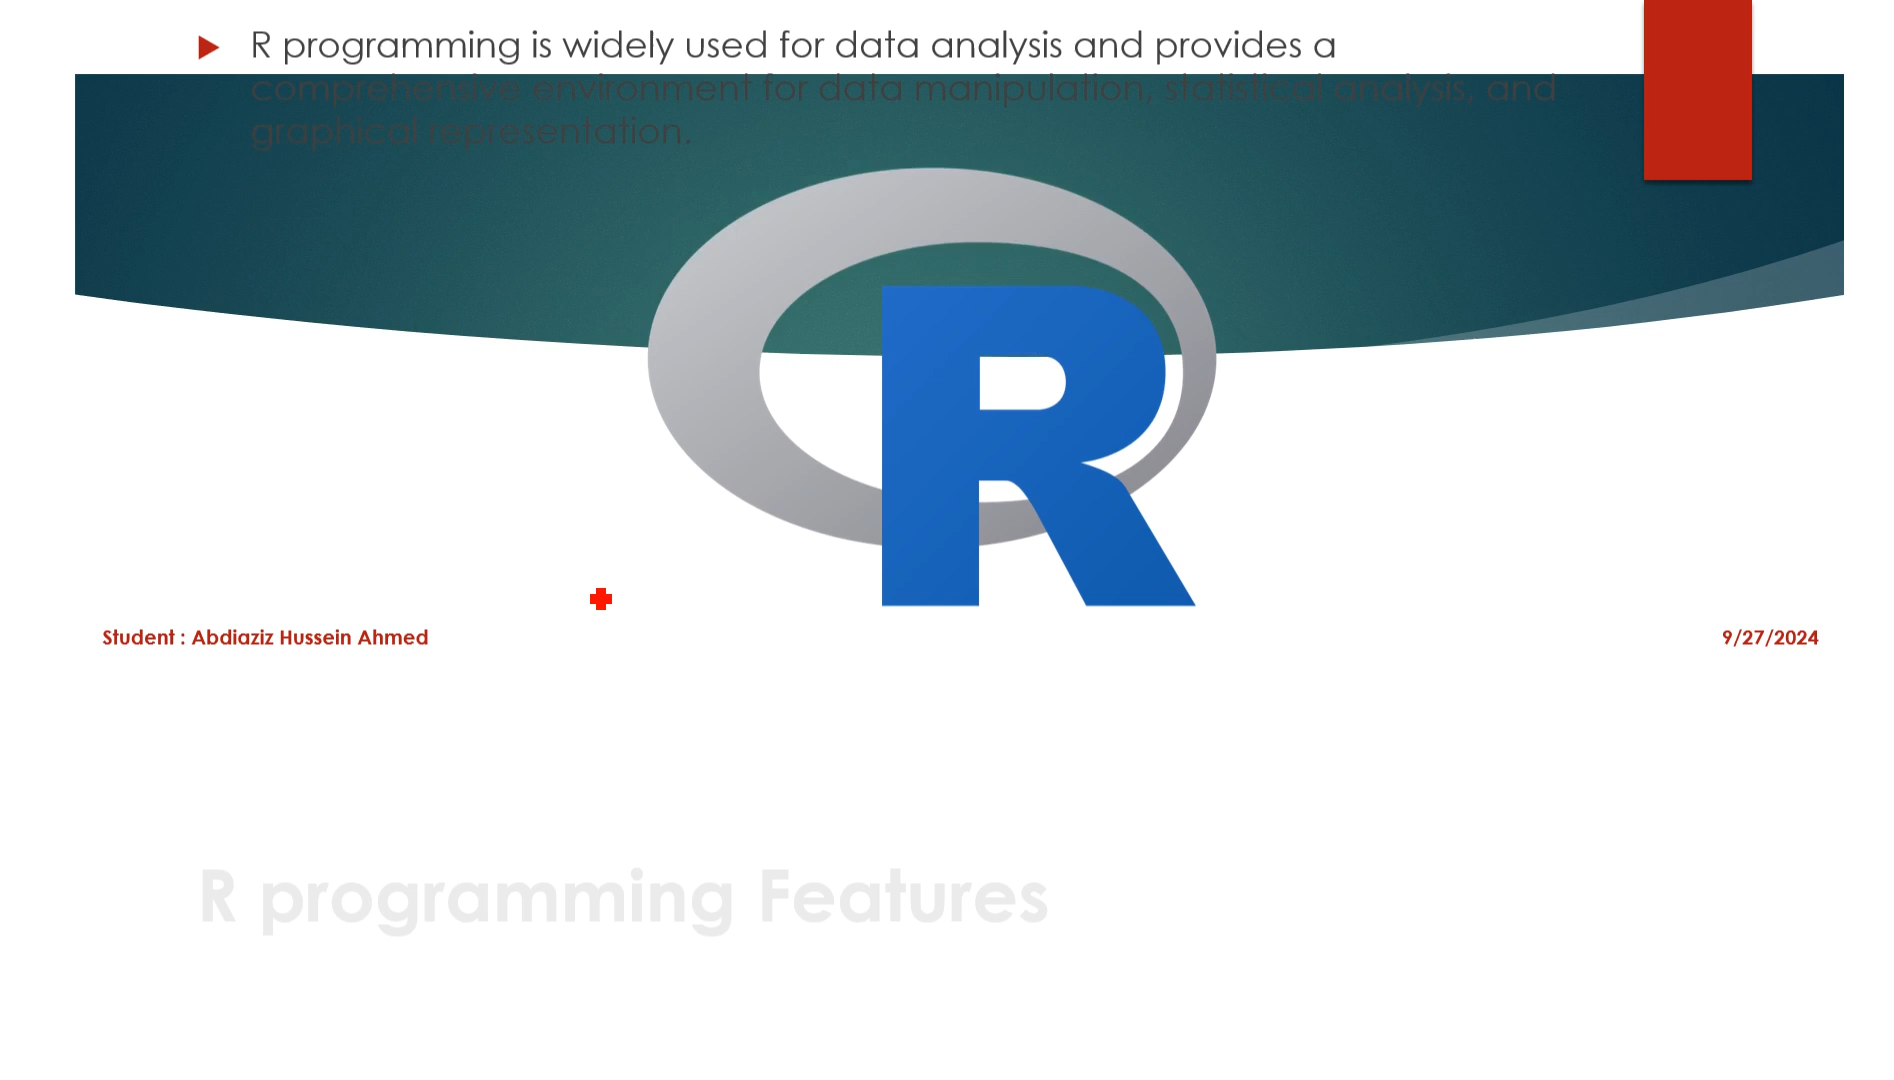 R programming is widely used for data analysis and provides a
comprehensive environment for data manipulation, statistical analysis, and
graphical representation.
R
Student : Abdiaziz Hussein Ahmed
9/27/2024
R programming Features